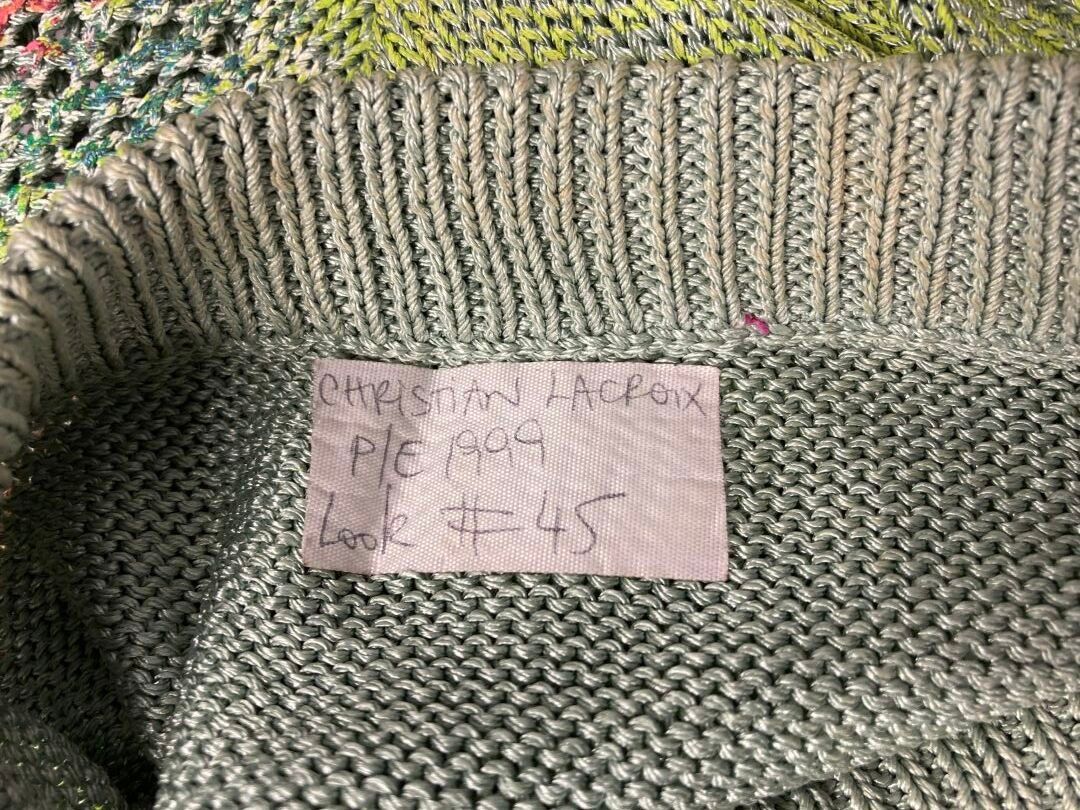 CHRISTIAN LACROIX
P/E 1999
Look # 45